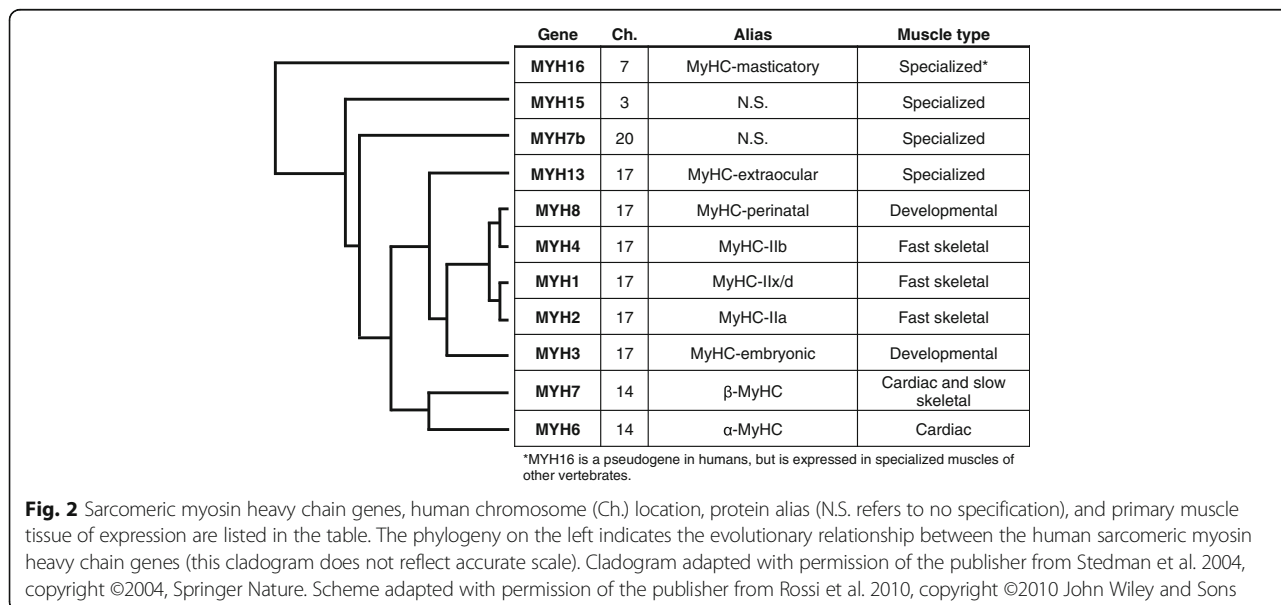 Gene Ch. Alias Muscle type
MYH16 7 MyHC-masticatory Specialized*
MYH15 3 N.S. Specialized
MYH7b 20 N.S. Specialized
MYH13 17 MyHC-extraocular Specialized
MYH8 17 MyHC-perinatal Developmental
MYH4 17 MyHC-IIb Fast skeletal
MYH1 17 MyHC-IIx/d Fast skeletal
MYH2 17 MyHC-IIa Fast skeletal
MYH3 17 MyHC-embryonic Developmental
MYH7 14 β-MyHC Cardiac and slow
skeletal
MYH6 14 α-MyHC Cardiac
*MYH16 is a pseudogene in humans, but is expressed in specialized muscles of
other vertebrates.
Fig. 2 Sarcomeric myosin heavy chain genes, human chromosome (Ch.) location, protein alias (N.S. refers to no specification), and primary muscle
tissue of expression are listed in the table. The phylogeny on the left indicates the evolutionary relationship between the human sarcomeric myosin
heavy chain genes (this cladogram does not reflect accurate scale). Cladogram adapted with permission of the publisher from Stedman et al. 2004,
copyright ©2004, Springer Nature. Scheme adapted with permission of the publisher from Rossi et al. 2010, copyright ©2010 John Wiley and Sons